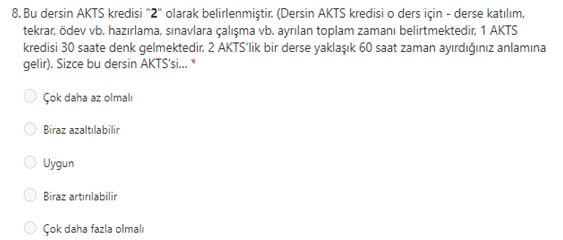 8. Bu dersin AKTS kredisi "2" olarak belirlenmiştir. (Dersin AKTS kredisi o ders için - derse katılım,
tekrar, ödev vb. hazırlama, sınavlara çalışma vb. ayrılan toplam zamanı belirtmektedir, 1 AKTS
kredisi 30 saate denk gelmektedir. 2 AKTS'lik bir derse yaklaşık 60 saat zaman ayırdığınız anlamına
gelir). Sizce bu dersin AKTS'si... *
Çok daha az olmalı
Biraz azaltılabilir
Uygun
Biraz artırılabilir
Çok daha fazla olmalı